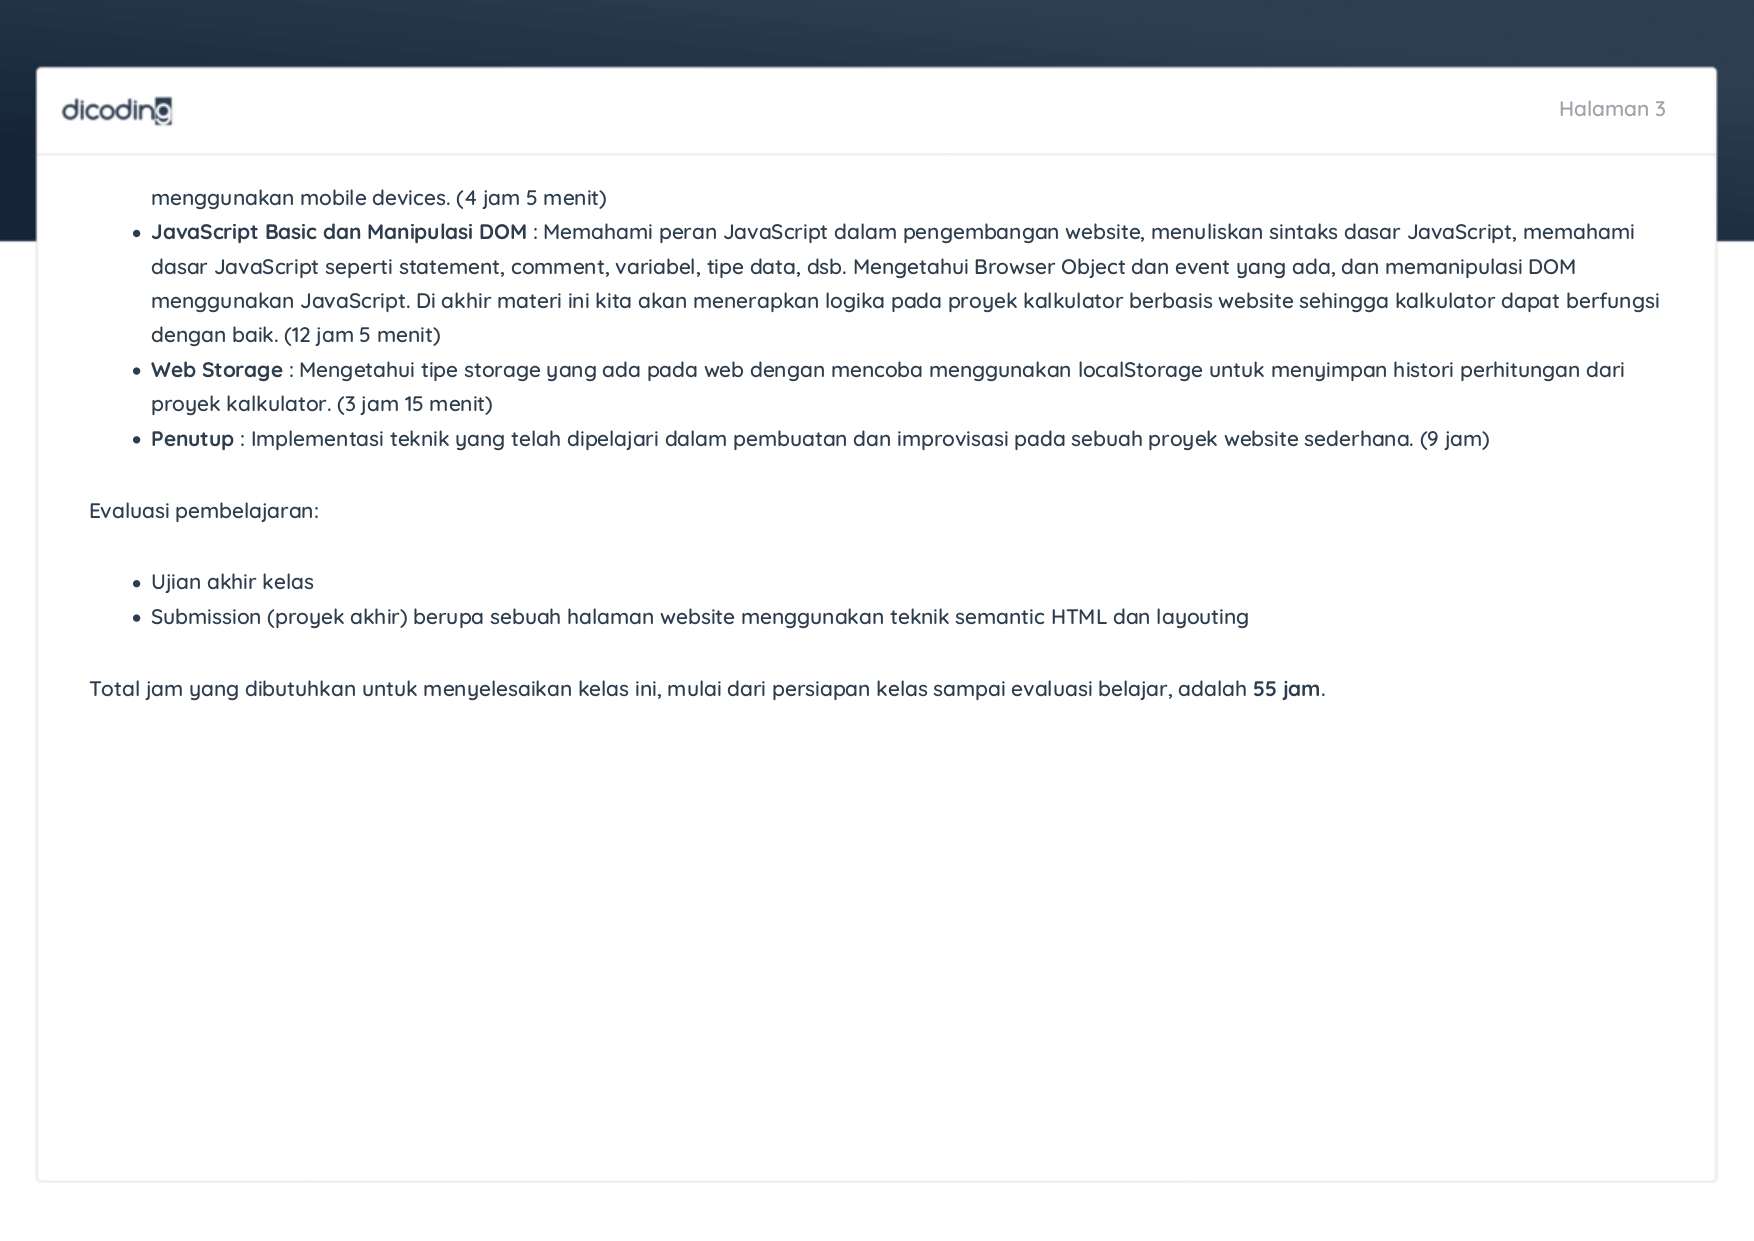 dicoding
Halaman 3
menggunakan mobile devices. (4 jam 5 menit)
• JavaScript Basic dan Manipulasi DOM : Memahami peran JavaScript dalam pengembangan website, menuliskan sintaks dasar JavaScript, memahami
dasar JavaScript seperti statement, comment, variabel, tipe data, dsb. Mengetahui Browser Object dan event yang ada, dan memanipulasi DOM
menggunakan JavaScript. Di akhir materi ini kita akan menerapkan logika pada proyek kalkulator berbasis website sehingga kalkulator dapat berfungsi
dengan baik. (12 jam 5 menit)
• Web Storage : Mengetahui tipe storage yang ada pada web dengan mencoba menggunakan localStorage untuk menyimpan histori perhitungan dari
proyek kalkulator. (3 jam 15 menit)
• Penutup : Implementasi teknik yang telah dipelajari dalam pembuatan dan improvisasi pada sebuah proyek website sederhana. (9 jam)
Evaluasi pembelajaran:
• Ujian akhir kelas
• Submission (proyek akhir) berupa sebuah halaman website menggunakan teknik semantic HTML dan layouting
Total jam yang dibutuhkan untuk menyelesaikan kelas ini, mulai dari persiapan kelas sampai evaluasi belajar, adalah 55 jam.